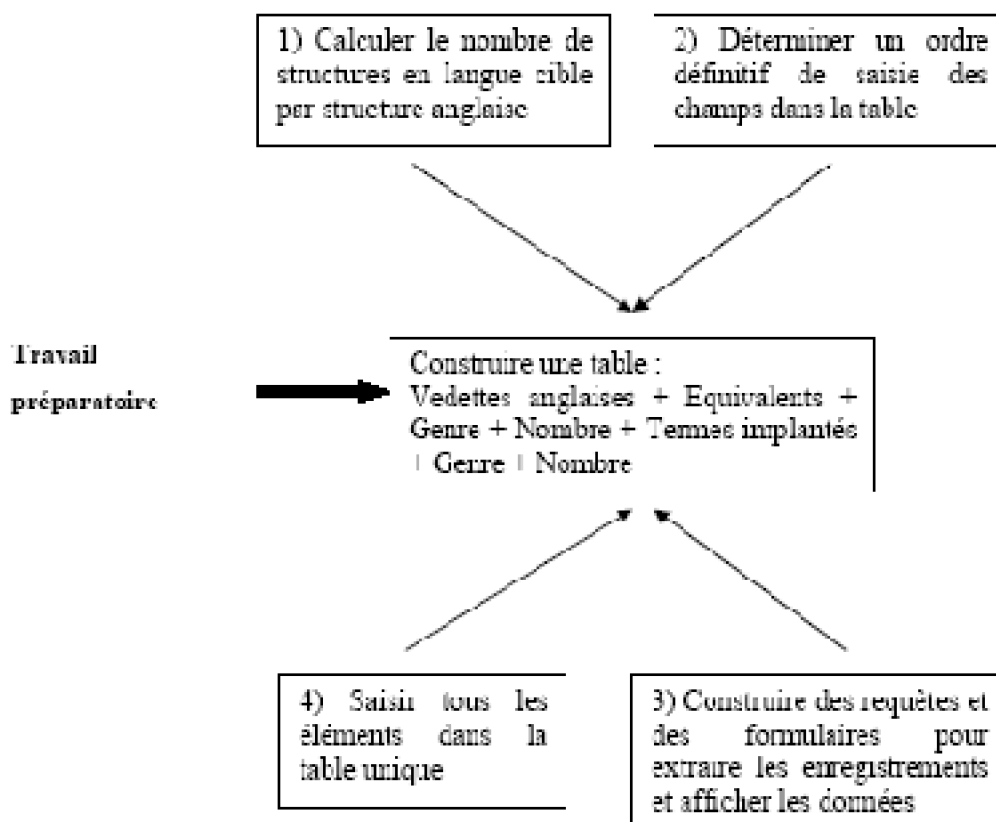 1) Calculer le nombre de
structures en langue cible
par structure anglaise
2) Déterminer un ordre
définitif de saisie des
champs dans la table
Travail
préparatoire
Construire une table :
Vedettes anglaises + Equivalents +
Genre + Nombre + Termes implantés
+ Genre + Nombre
4) Saisir tous les
éléments dans la
table unique
3) Construire des requêtes et
des formulaires pour
extraire les enregistrements
et afficher les données